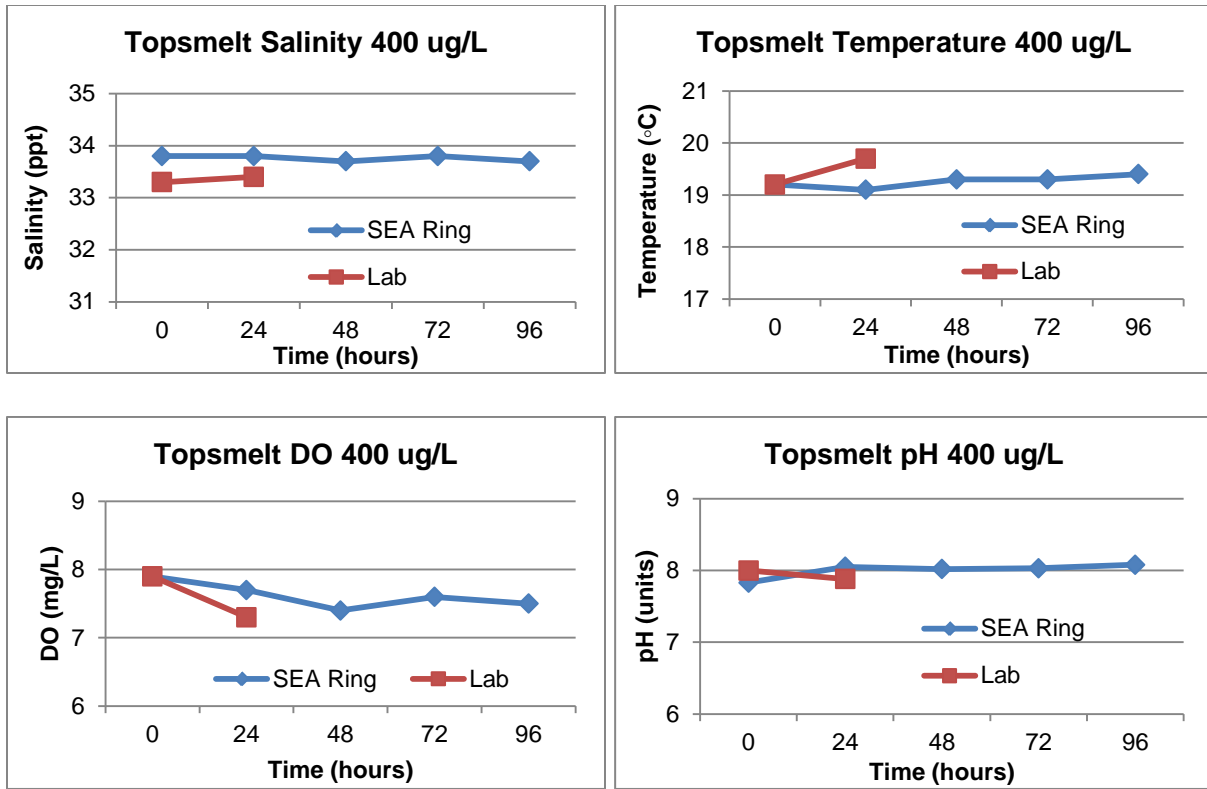 Topsmelt Salinity 400 ug/L
35
34
33
32
31
Salinity (ppt)
SEA Ring
Lab
0 24 48 72 96
Time (hours)
Topsmelt Temperature 400 ug/L
21
20
19
18
17
Temperature (◦C)
SEA Ring
Lab
0 24 48 72 96
Time (hours)
Topsmelt DO 400 ug/L
9
8
7
6
DO (mg/L)
SEA Ring Lab
0 24 48 72 96
Time (hours)
Topsmelt pH 400 ug/L
9
8
7
6
pH (units)
SEA Ring
Lab
0 24 48 72 96
Time (hours)